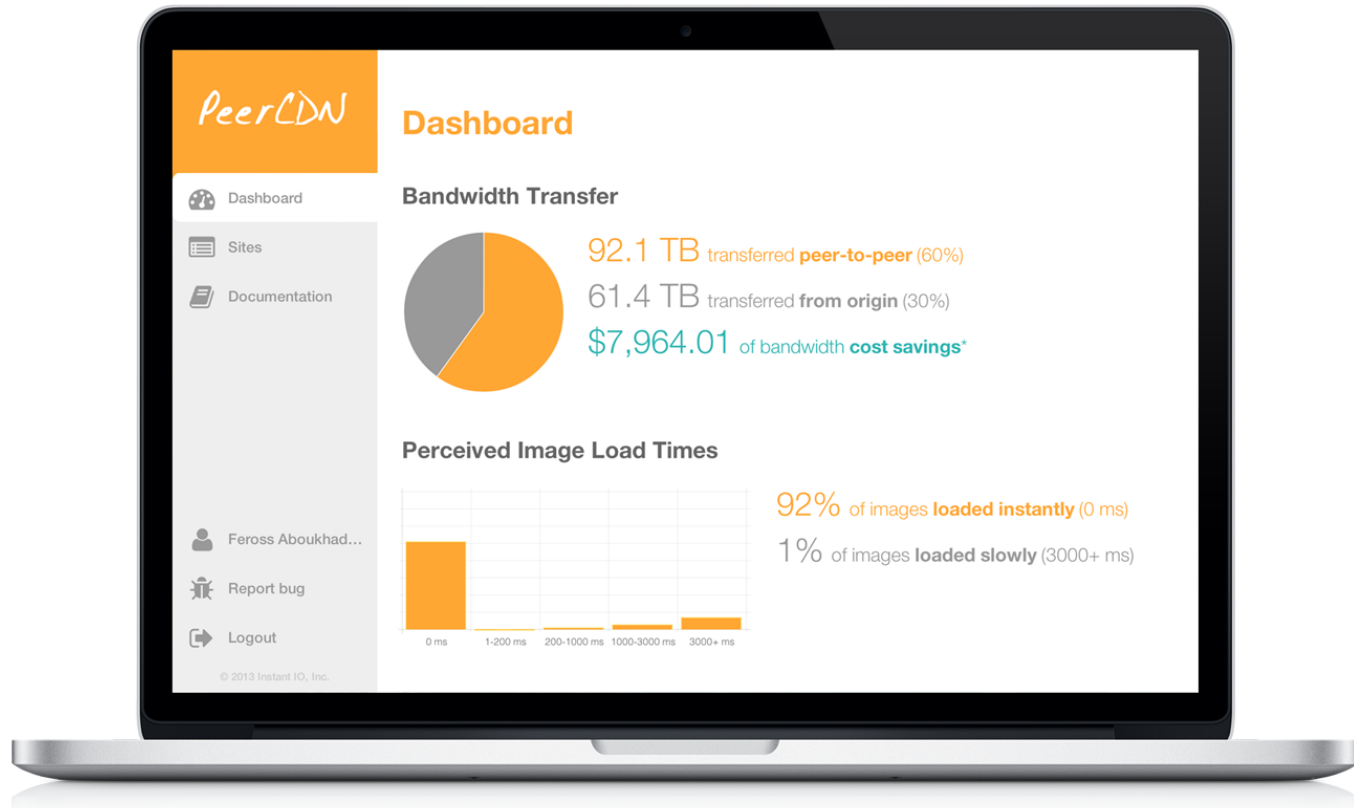 PeerCDN
Dashboard
Sites
Documentation
Feross Aboukhad...
Report bug
Logout
© 2013 Instant IO, Inc.
Dashboard
Bandwidth Transfer
92.1 TB transferred peer-to-peer (60%)
61.4 TB transferred from origin (30%)
$7,964.01 of bandwidth cost savings*
Perceived Image Load Times
0 ms 1-200 ms 200-1000 ms 1000-3000 ms 3000+ ms
92% of images loaded instantly (0 ms)
1% of images loaded slowly (3000+ ms)